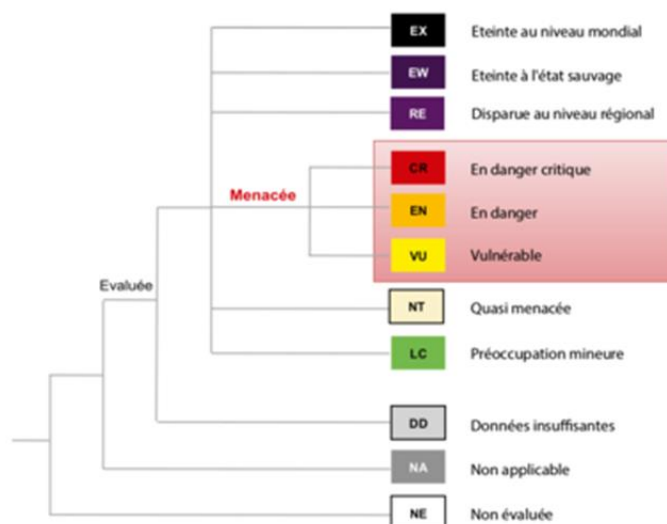 EX Eteinte au niveau mondial
EW Eteinte à l'état sauvage
RE Disparue au niveau régional
CR En danger critique
Menacée
EN En danger
VU Vulnérable
Evaluée
NT Quasi menacée
LC Préoccupation mineure
DD Données insuffisantes
NA Non applicable
NE Non évaluée